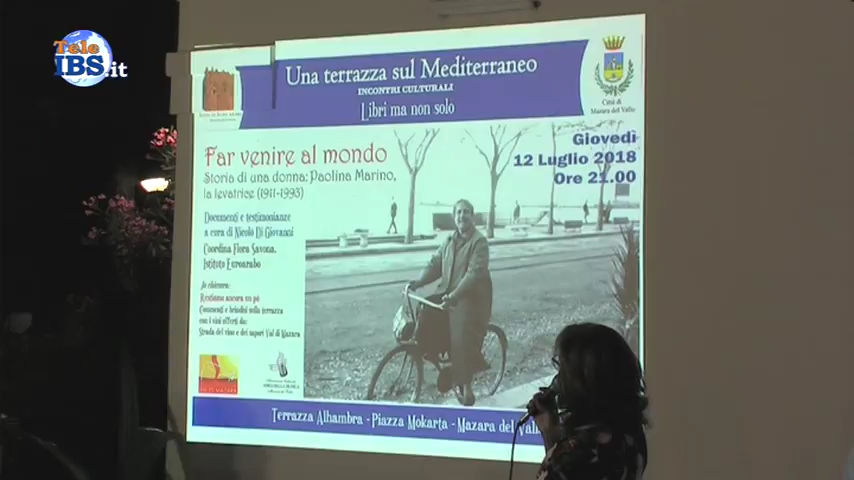 Tele
IBS.it
Una terrazza sul Mediterraneo
INCONTRI CULTURALI
Libri ma non solo
Città di
Mazara del Vallo
Giovedì
12 Luglio 2018
Ore 21.00
Far venire al mondo
Storia di una donna: Paolina Marino,
la levatrice (1911-1993)
Documenti e testimonianze
a cura di Nicolò Di Giovanni
Coordina Flora Savona,
Istituto Euroarabo
A chiusura:
Restiamo ancora un pò
Commenti e brindisi sulla terrazza
con i vini offerti da:
Strada del vino e dei sapori Val di Mazara
Terrazza Alhambra - Piazza Mokarta - Mazara del Vall